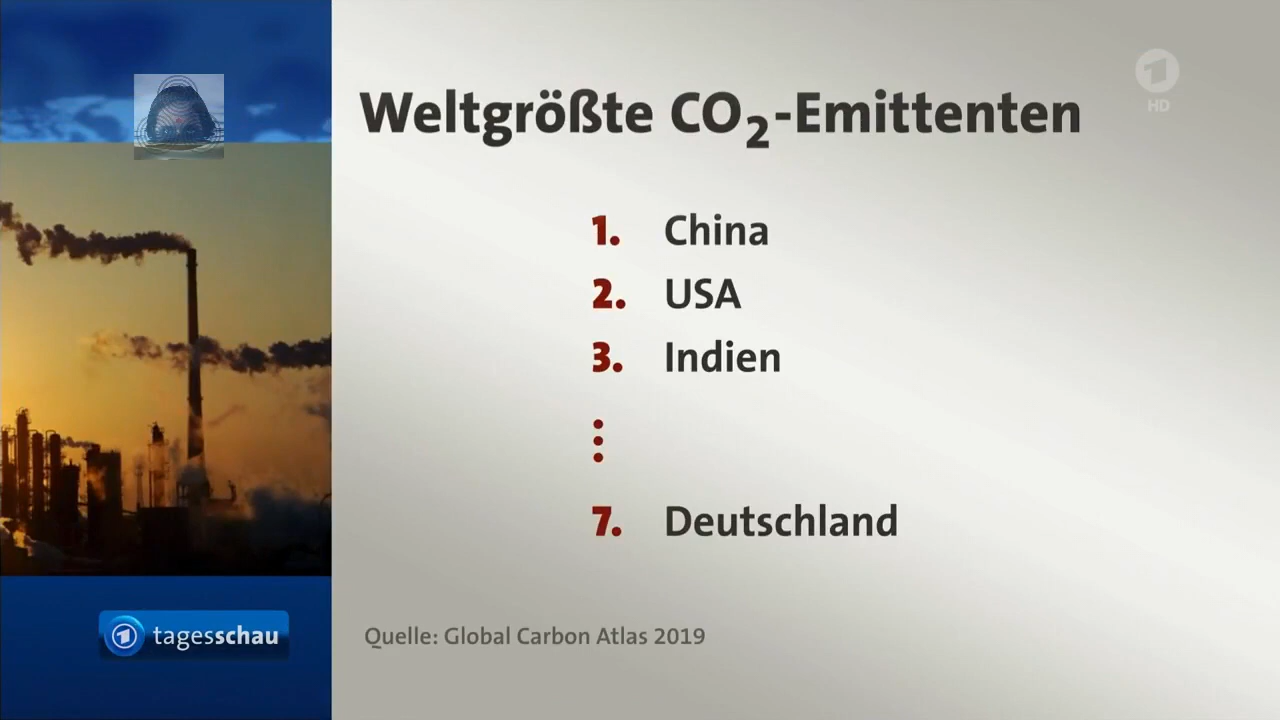 Weltgrößte CO₂-Emittenten
1
HD
1. China
2. USA
3. Indien
⋮
7. Deutschland
1 tagesschau
Quelle: Global Carbon Atlas 2019